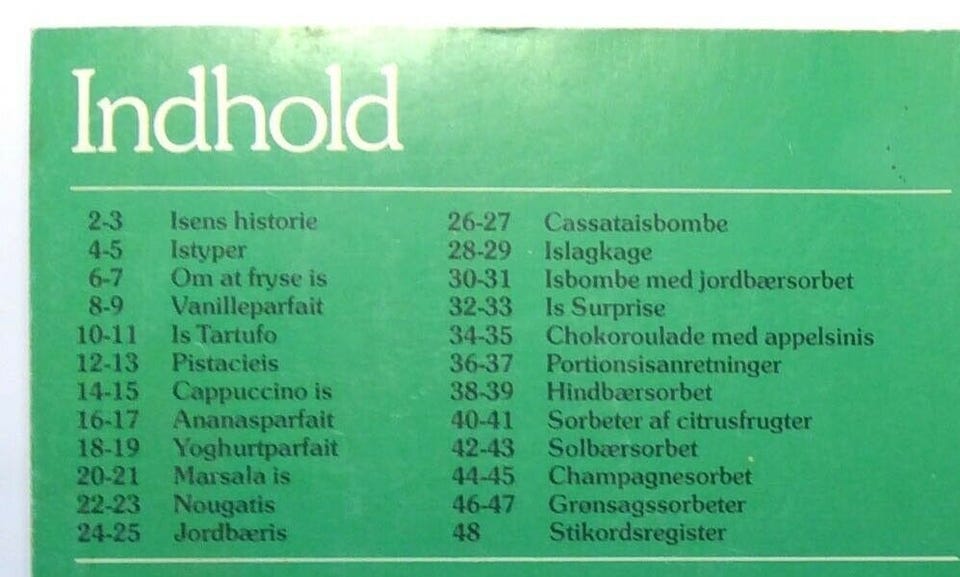 Indhold
2-3 Isens historie
4-5 Istyper
6-7 Om at fryse is
8-9 Vanilleparfait
10-11 Is Tartufo
12-13 Pistacieis
14-15 Cappuccino is
16-17 Ananasparfait
18-19 Yoghurtparfait
20-21 Marsala is
22-23 Nougatis
24-25 Jordbæris
26-27 Cassataisbombe
28-29 Islagkage
30-31 Isbombe med jordbærsorbet
32-33 Is Surprise
34-35 Chokoroulade med appelsinis
36-37 Portionsisanretninger
38-39 Hindbærsorbet
40-41 Sorbeter af citrusfrugter
42-43 Solbærsorbet
44-45 Champagnesorbet
46-47 Grønsagssorbeter
48 Stikordsregister